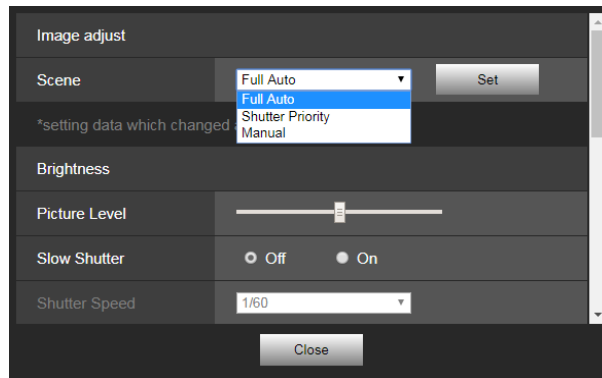 Image adjust
Scene Full Auto Set
Full Auto
Shutter Priority
Manual
*setting data which changed
Brightness
Picture Level
Slow Shutter Off On
Shutter Speed 1/60
Close